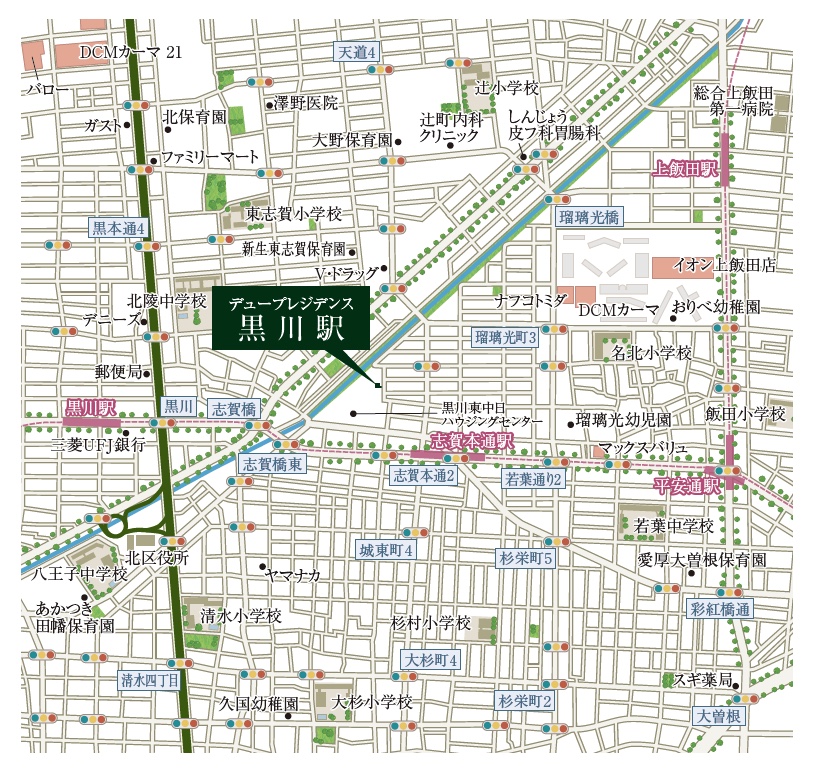 DCMカーマ 21
天道4
バロー
辻小学校
総合上飯田
第一病院
澤野医院
北保育園
ガスト
辻町内科
クリニック
しんじょう
皮フ科胃腸科
大野保育園
ファミリーマート
上飯田駅
東志賀小学校
瑠璃光橋
黒本通4
新生東志賀保育園
V・ドラッグ
イオン上飯田店
北陵中学校
デュープレジデンス
黒川駅
ナフコトミダ
DCMカーマ
おりべ幼稚園
デニーズ
瑠璃光町3
名北小学校
郵便局
黒川駅
黒川
志賀橋
黒川東中日
ハウジングセンター
瑠璃光幼児園
飯田小学校
三菱UFJ銀行
志賀本通駅
マックスバリュ
志賀橋東
志賀本通2
若葉通り2
平安通駅
若葉中学校
城東町4
杉栄町5
北区役所
愛厚大曽根保育園
八王子中学校
ヤマナカ
あかつき
田幡保育園
清水小学校
杉村小学校
彩紅橋通
大杉町4
清水四丁目
スギ薬局
久国幼稚園
大杉小学校
杉栄町2
大曽根